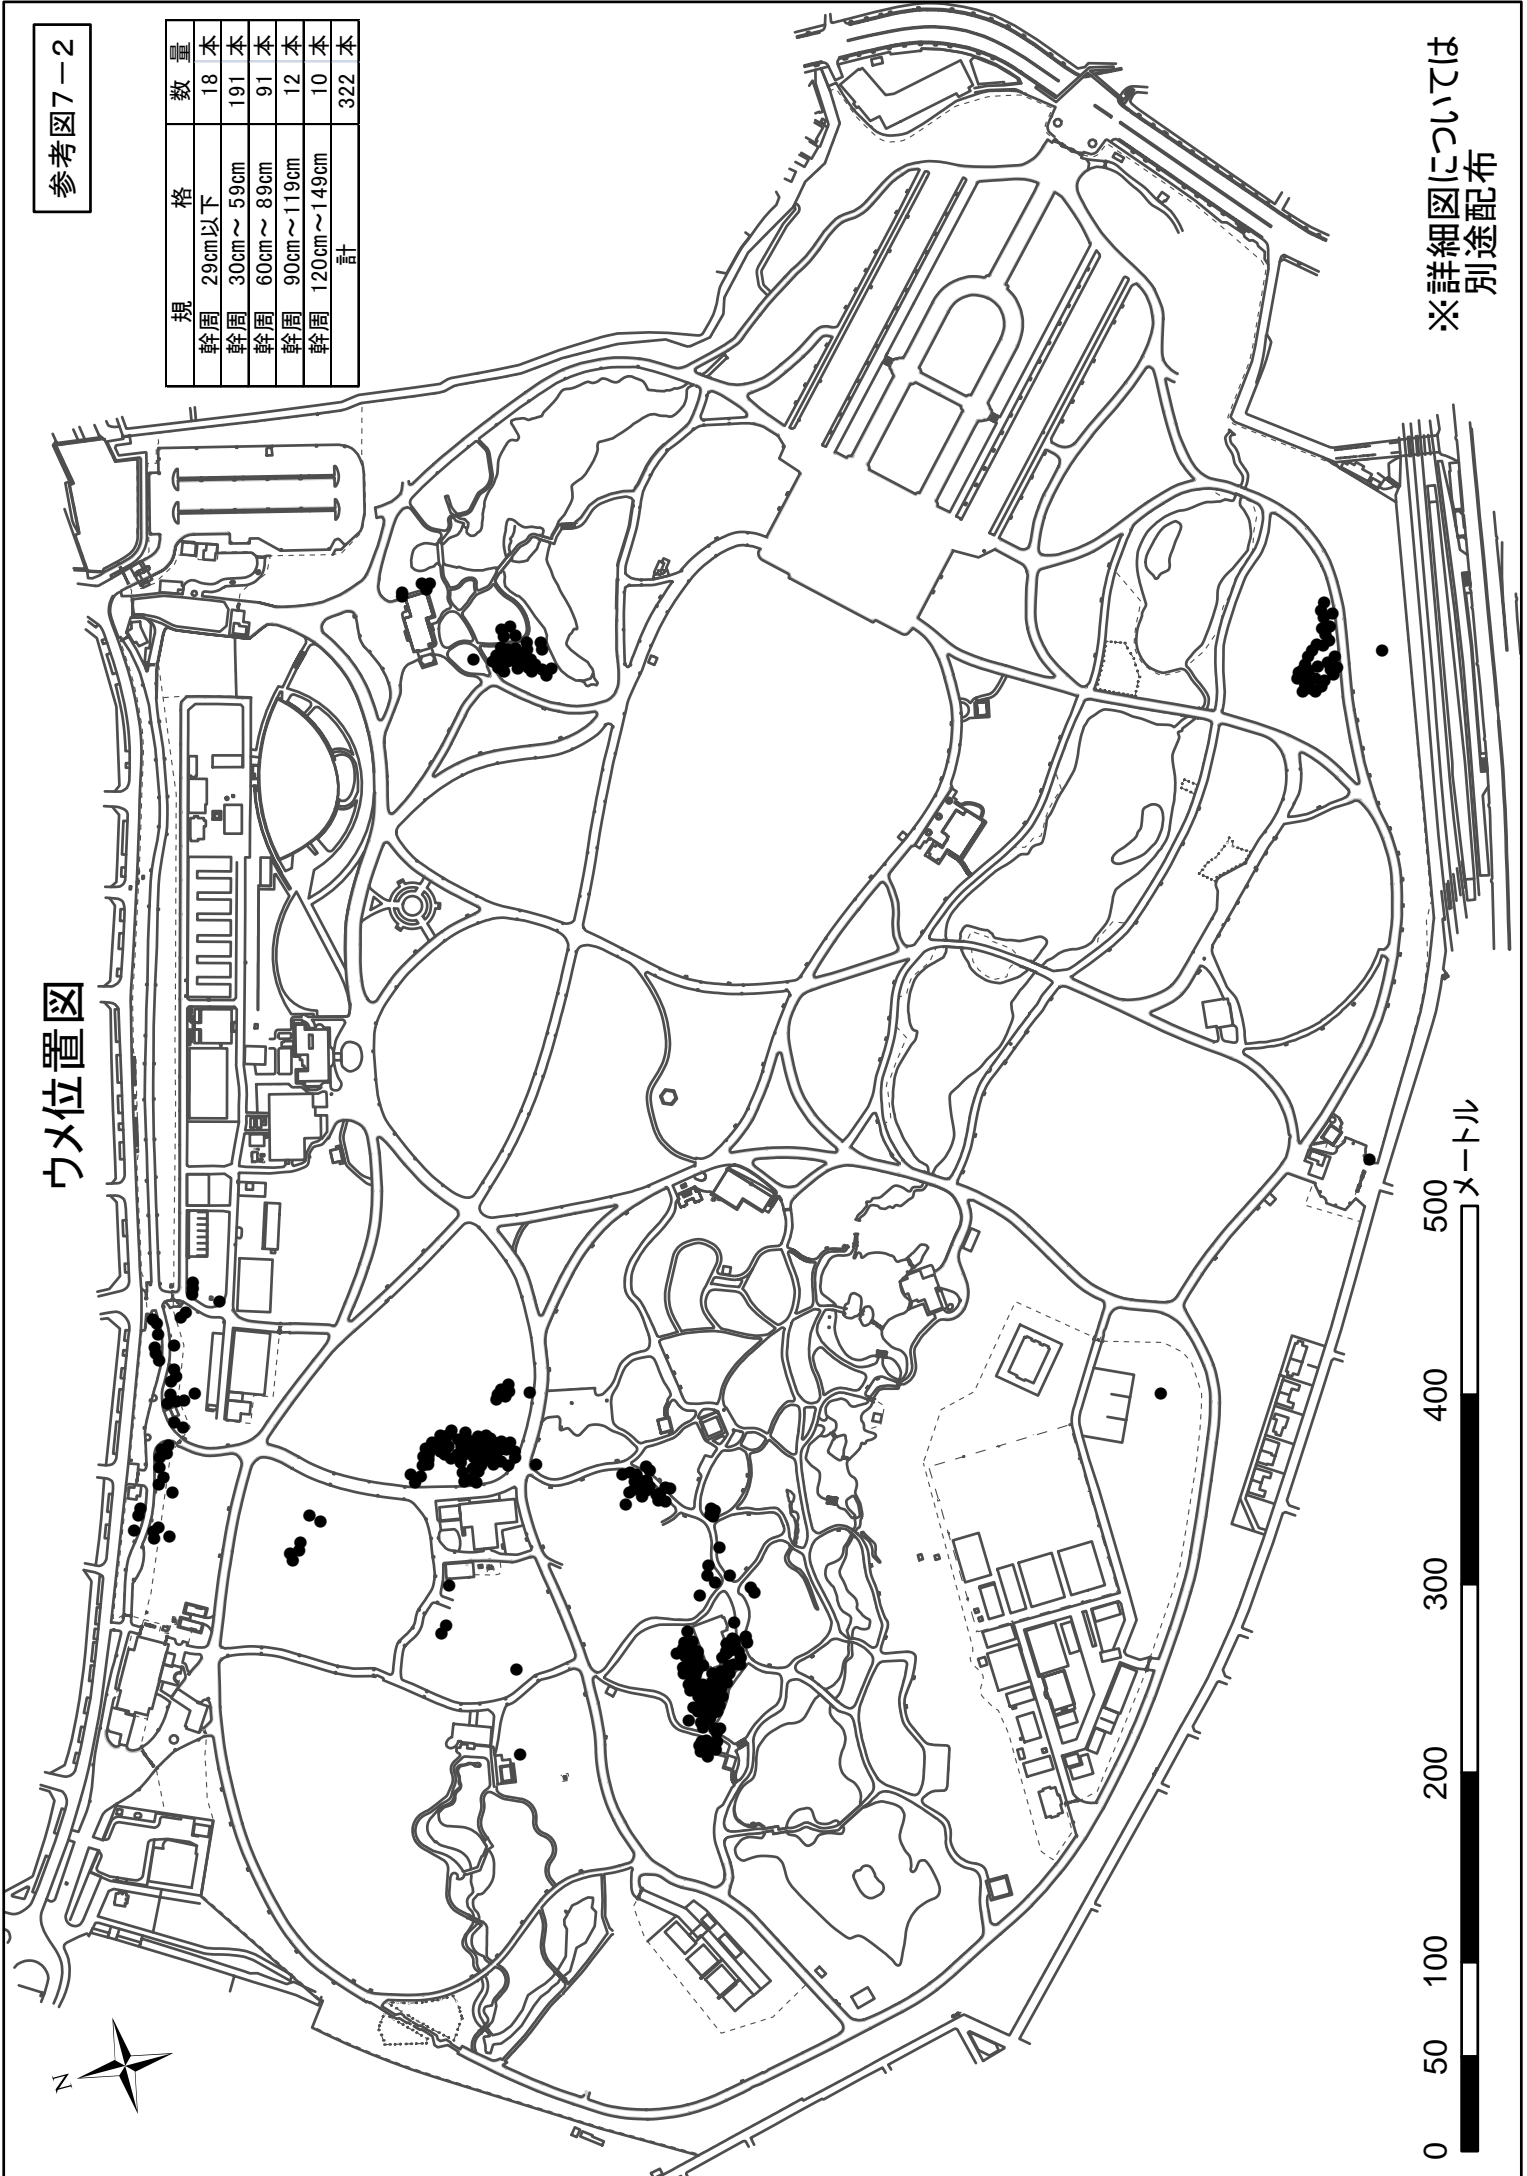 参考図7-2
ウメ位置図
規 格 数 量
幹周 29cm以下 18 本
幹周 30cm～ 59cm 191 本
幹周 60cm～ 89cm 91 本
幹周 90cm～119cm 12 本
幹周 120cm～149cm 10 本
計 322 本
N
※詳細図については
別途配布
0 50 100 200 300 400 500
メートル